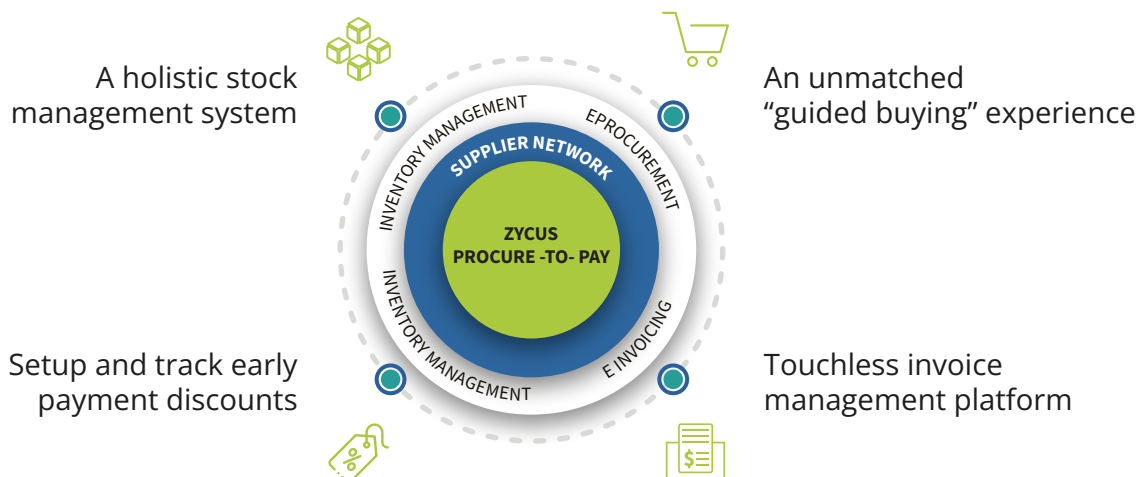 A holistic stock
management system
An unmatched
“guided buying” experience
INVENTORY MANAGEMENT
EPROCUREMENT
SUPPLIER NETWORK
ZYCUS
PROCURE -TO- PAY
INVENTORY MANAGEMENT
E INVOICING
Setup and track early
payment discounts
Touchless invoice
management platform
%
$